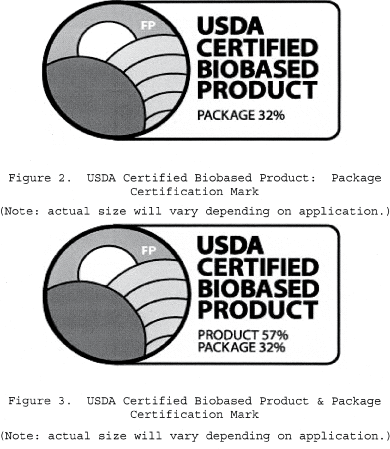 FP
USDA
CERTIFIED
BIOBASED
PRODUCT
PACKAGE 32%
Figure 2.  USDA Certified Biobased Product:  Package
Certification Mark
(Note: actual size will vary depending on application.)
FP
USDA
CERTIFIED
BIOBASED
PRODUCT
PRODUCT 57%
PACKAGE 32%
Figure 3.  USDA Certified Biobased Product & Package
Certification Mark
(Note: actual size will vary depending on application.)